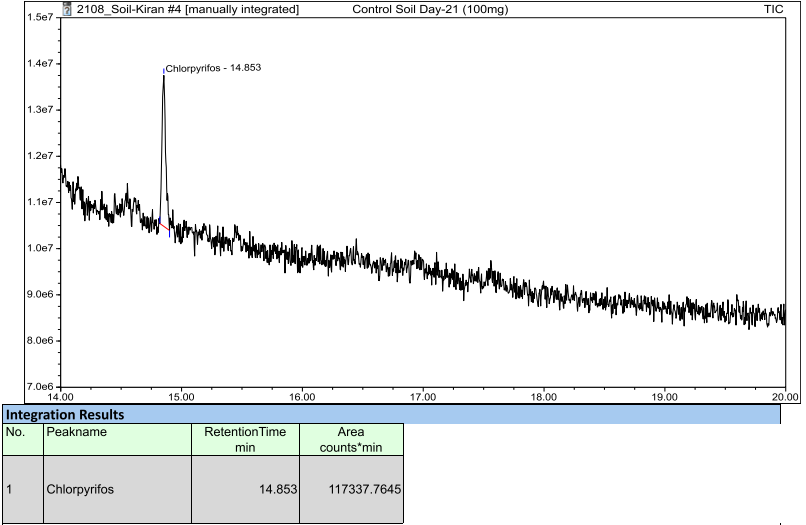 2108_Soil-Kiran #4 [manually integrated] Control Soil Day-21 (100mg) TIC
1.5e7
Chlorpyrifos - 14.853
1.4e7
1.3e7
1.2e7
1.1e7
1.0e7
9.0e6
8.0e6
7.0e6
14.00 15.00 16.00 17.00 18.00 19.00 20.00
Integration Results
No. Peakname RetentionTime Area
min counts*min
1 Chlorpyrifos 14.853 117337.7645